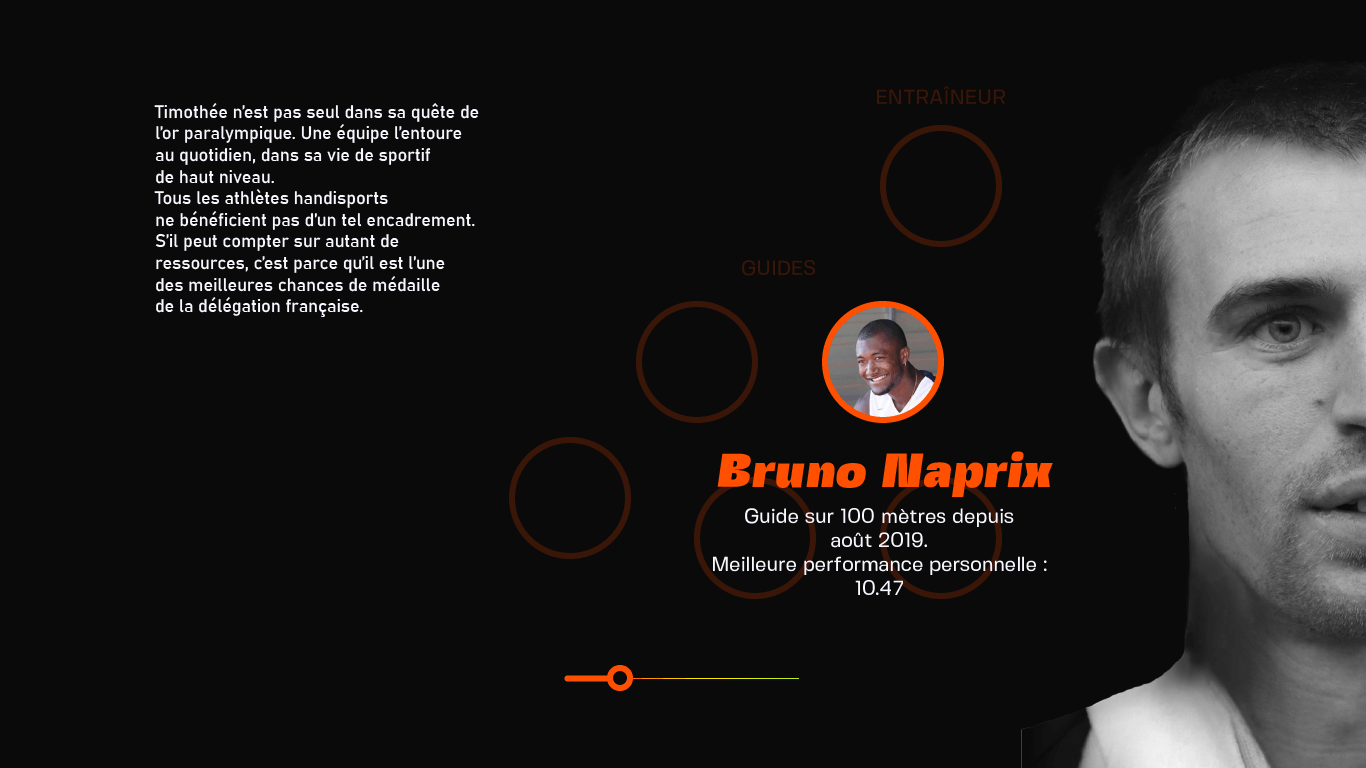 Timothée n'est pas seul dans sa quête de
l'or paralympique. Une équipe l'entoure
au quotidien, dans sa vie de sportif
de haut niveau.
Tous les athlètes handisports
ne bénéficient pas d'un tel encadrement.
S'il peut compter sur autant de
ressources, c'est parce qu'il est l'une
des meilleures chances de médaille
de la délégation française.
ENTRAÎNEUR
GUIDES
Bruno Naprix
Guide sur 100 mètres depuis
août 2019.
Meilleure performance personnelle :
10.47